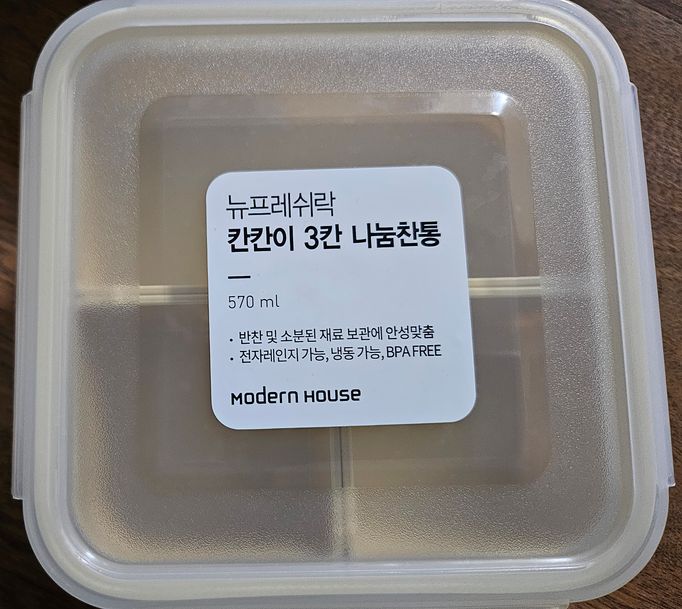 뉴프레쉬락
칸칸이 3칸 나눔찬통
570 ml
· 반찬 및 소분된 재료 보관에 안성맞춤
· 전자레인지 가능, 냉동 가능, BPA FREE
Modern House